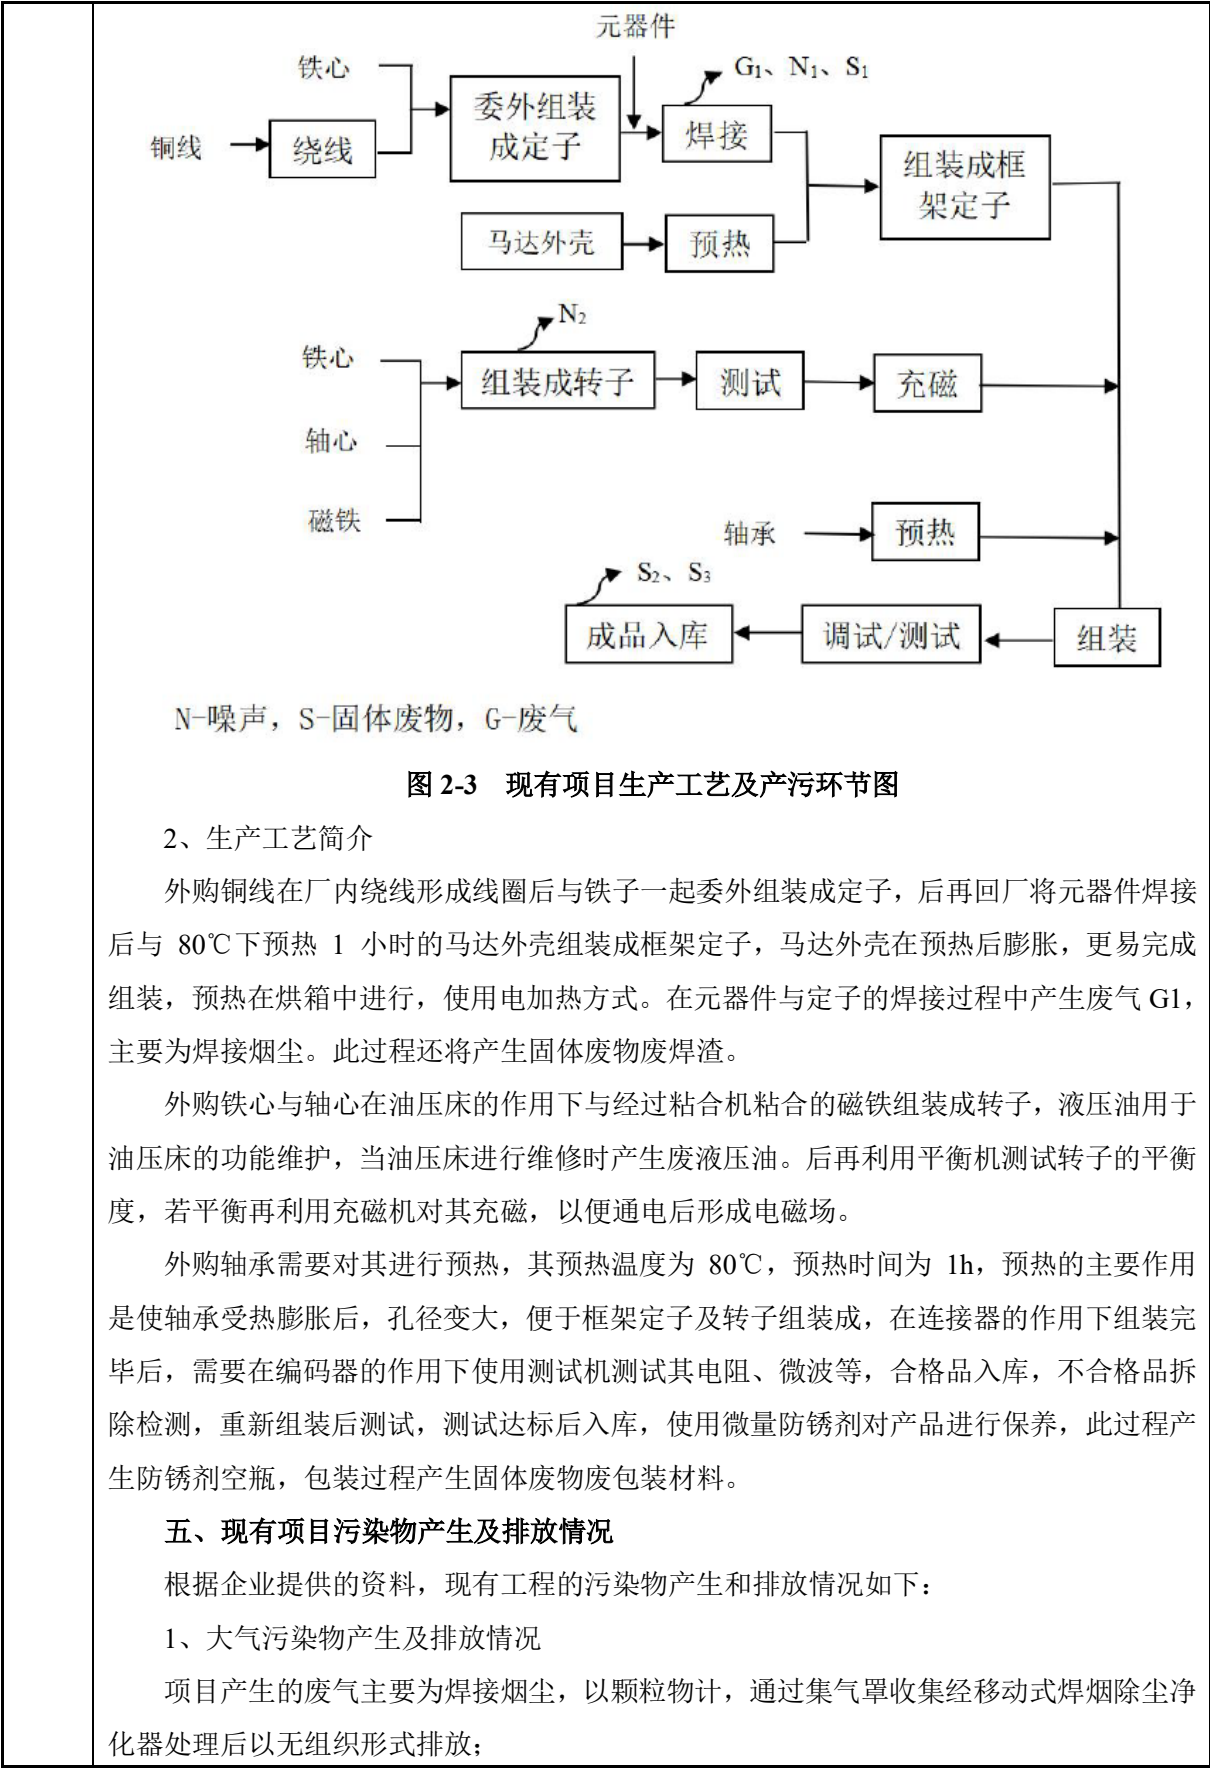 元器件
铁心
G₁、N₁、S₁
委外组装
成定子
焊接
铜线
绕线
组装成框
架定子
马达外壳
预热
N₂
铁心
组装成转子
测试
充磁
轴心
磁铁
轴承
预热
S₂、S₃
成品入库
调试/测试
组装
N-噪声，S-固体废物，G-废气
图 2-3 现有项目生产工艺及产污环节图
2、生产工艺简介
外购铜线在厂内绕线形成线圈后与铁子一起委外组装成定子，后再回厂将元器件焊接
后与 80℃下预热 1 小时的马达外壳组装成框架定子，马达外壳在预热后膨胀，更易完成
组装，预热在烘箱中进行，使用电加热方式。在元器件与定子的焊接过程中产生废气 G1，
主要为焊接烟尘。此过程还将产生固体废物废焊渣。
外购铁心与轴心在油压床的作用下与经过粘合机粘合的磁铁组装成转子，液压油用于
油压床的功能维护，当油压床进行维修时产生废液压油。后再利用平衡机测试转子的平衡
度，若平衡再利用充磁机对其充磁，以便通电后形成电磁场。
外购轴承需要对其进行预热，其预热温度为 80℃，预热时间为 1h，预热的主要作用
是使轴承受热膨胀后，孔径变大，便于框架定子及转子组装成，在连接器的作用下组装完
毕后，需要在编码器的作用下使用测试机测试其电阻、微波等，合格品入库，不合格品拆
除检测，重新组装后测试，测试达标后入库，使用微量防锈剂对产品进行保养，此过程产
生防锈剂空瓶，包装过程产生固体废物废包装材料。
五、现有项目污染物产生及排放情况
根据企业提供的资料，现有工程的污染物产生和排放情况如下：
1、大气污染物产生及排放情况
项目产生的废气主要为焊接烟尘，以颗粒物计，通过集气罩收集经移动式焊烟除尘净
化器处理后以无组织形式排放；